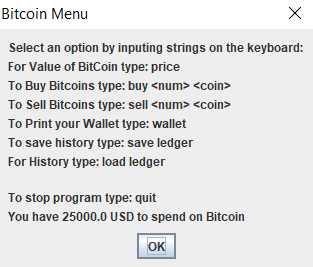 Bitcoin Menu
Select an option by inputing strings on the keyboard:
For Value of BitCoin type: price
To Buy Bitcoins type: buy <num> <coin>
To Sell Bitcoins type: sell <num> <coin>
To Print your Wallet type: wallet
To save history type: save ledger
For History type: load ledger
To stop program type: quit
You have 25000.0 USD to spend on Bitcoin
OK